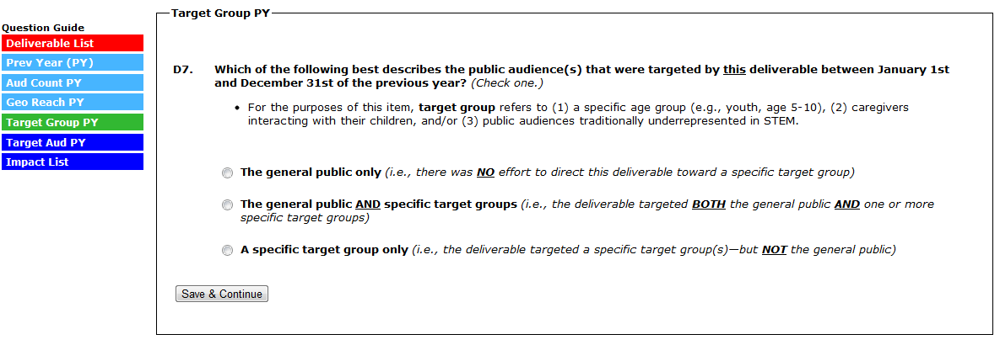 Question Guide
Deliverable List
Prev Year (PY)
Aud Count PY
Geo Reach PY
Target Group PY
Target Aud PY
Impact List
Target Group PY
D7. Which of the following best describes the public audience(s) that were targeted by this deliverable between January 1st
and December 31st of the previous year? (Check one.)
• For the purposes of this item, target group refers to (1) a specific age group (e.g., youth, age 5-10), (2) caregivers
interacting with their children, and/or (3) public audiences traditionally underrepresented in STEM.
The general public only (i.e., there was NO effort to direct this deliverable toward a specific target group)
The general public AND specific target groups (i.e., the deliverable targeted BOTH the general public AND one or more
specific target groups)
A specific target group only (i.e., the deliverable targeted a specific target group(s)—but NOT the general public)
Save & Continue